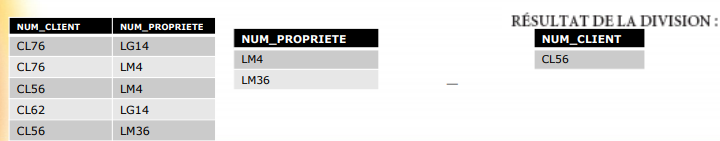 NUM_CLIENT NUM_PROPRIETE
CL76 LG14
CL76 LM4
CL56 LM4
CL62 LG14
CL56 LM36
NUM_PROPRIETE
LM4
LM36
—
RÉSULTAT DE LA DIVISION :
NUM_CLIENT
CL56